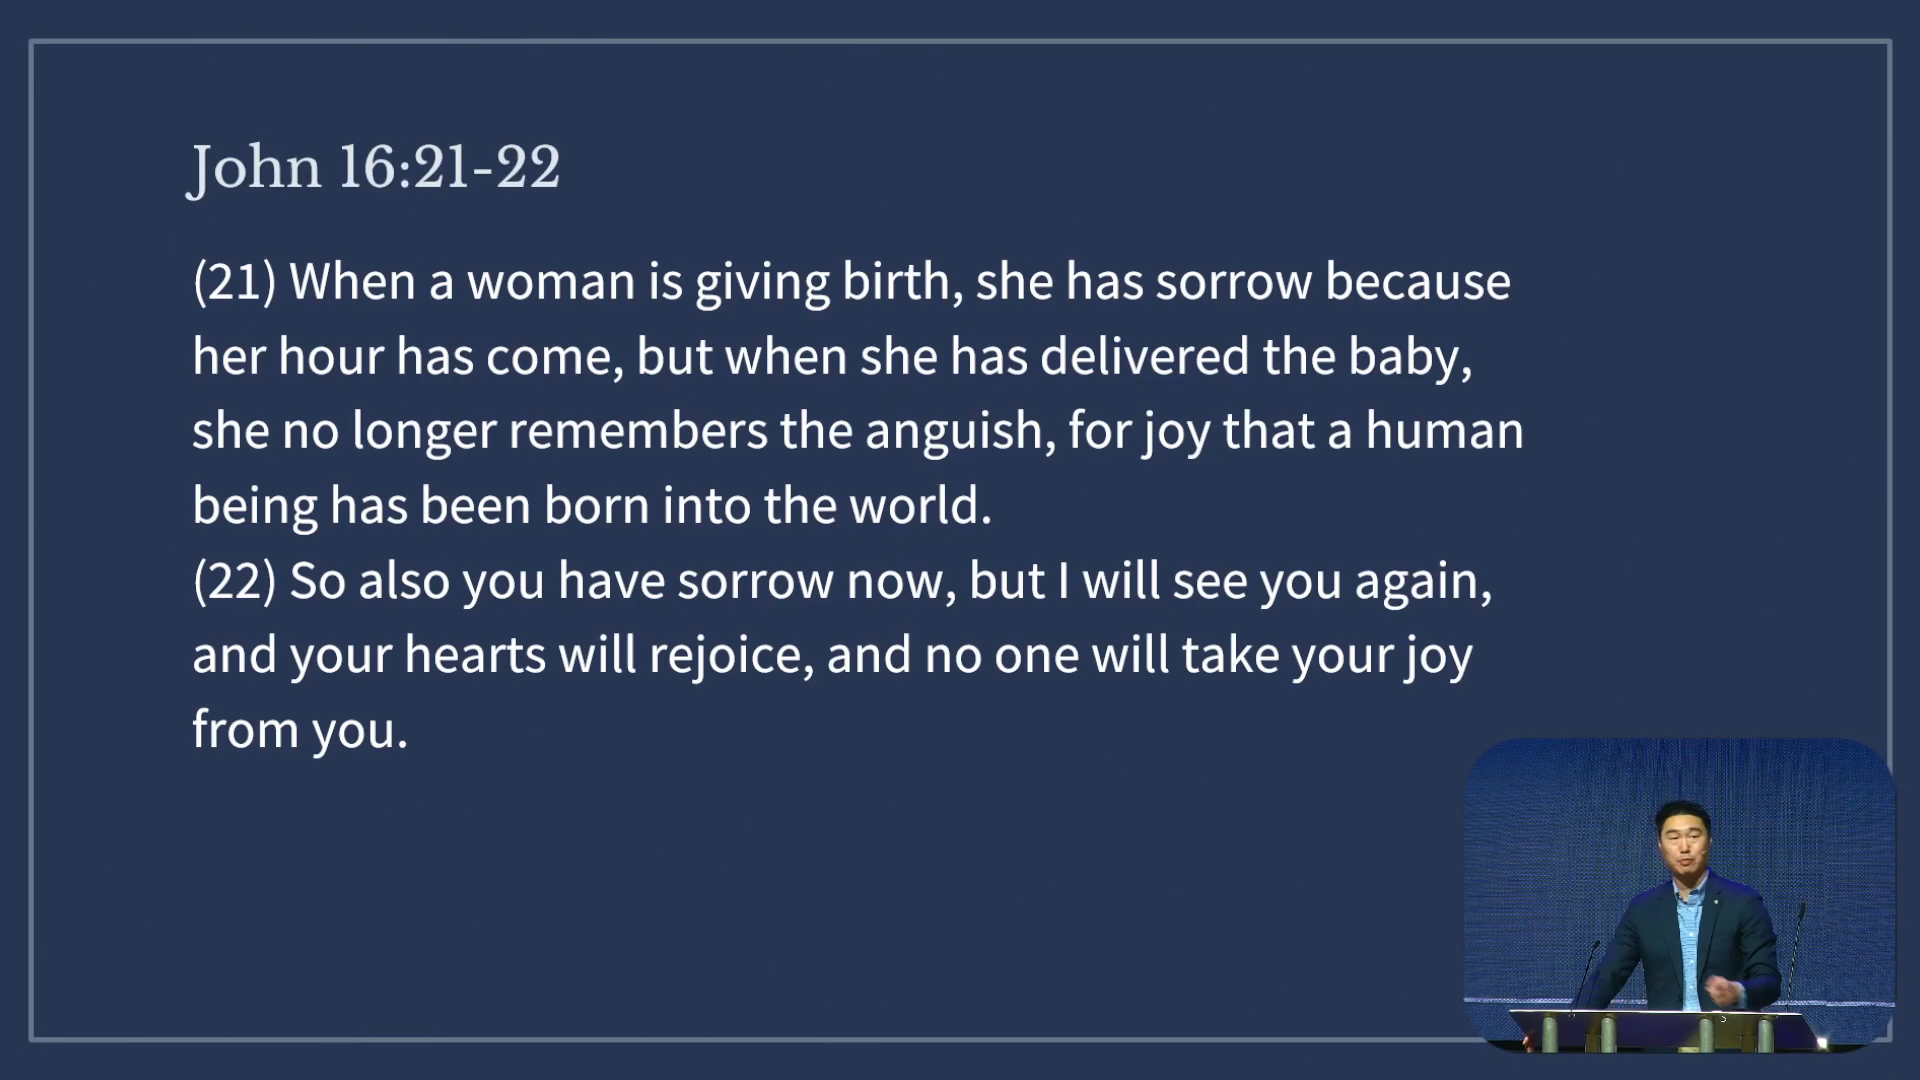 John 16:21-22
(21) When a woman is giving birth, she has sorrow because
her hour has come, but when she has delivered the baby,
she no longer remembers the anguish, for joy that a human
being has been born into the world.
(22) So also you have sorrow now, but I will see you again,
and your hearts will rejoice, and no one will take your joy
from you.